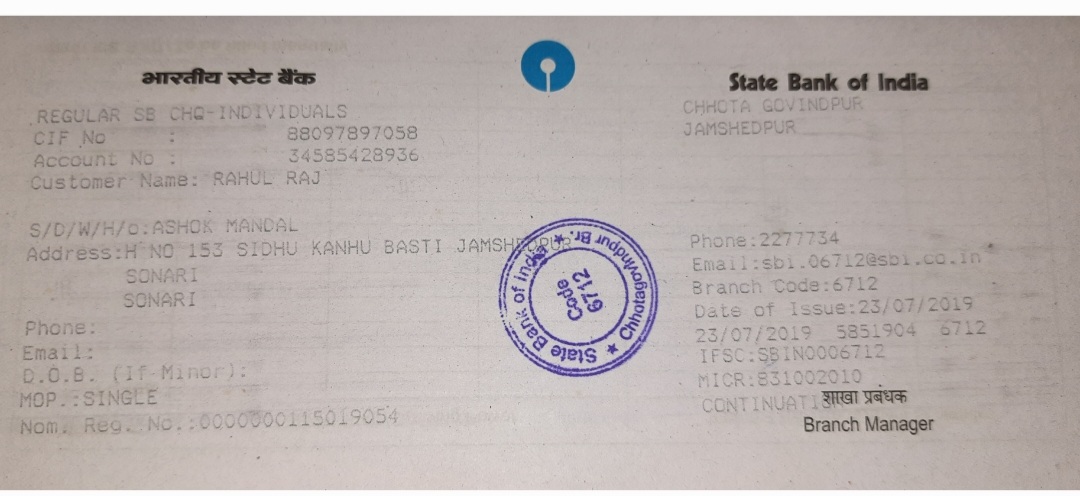 भारतीय स्टेट बैंक
REGULAR SB CHQ-INDIVIDUALS
CIF No : 88097897058
Account No : 34585428936
Customer Name: RAHUL RAJ
S/D/W/H/o:ASHOK MANDAL
Address:H NO 153 SIDHU KANHU BASTI JAMSHEDPUR
SONARI
SONARI
Phone:
Email:
D.O.B. (If Minor):
MOP.:SINGLE
Nom. Reg. No.:0000000115019054
State Bank of India
CHHOTA GOVINDPUR
JAMSHEDPUR
Phone:2277734
Email:sbi.06712@sbi.co.in
Branch Code:6712
Date of Issue:23/07/2019
23/07/2019 5851904 6712
IFSC:SBIN0006712
MICR:831002010
CONTINUATION
शाखा प्रबंधक
Branch Manager
State Bank of India ★ Chhotagovindpur Br. ★
Code
6712